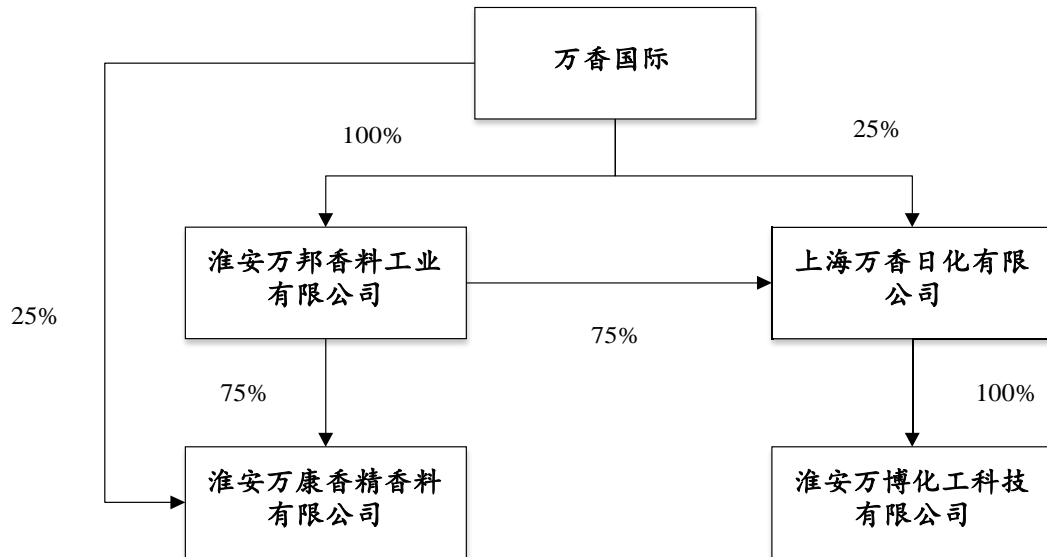 万香国际
100%
25%
淮安万邦香料工业
有限公司
上海万香日化有限
公司
25%
75%
75%
100%
淮安万康香精香料
有限公司
淮安万博化工科技
有限公司